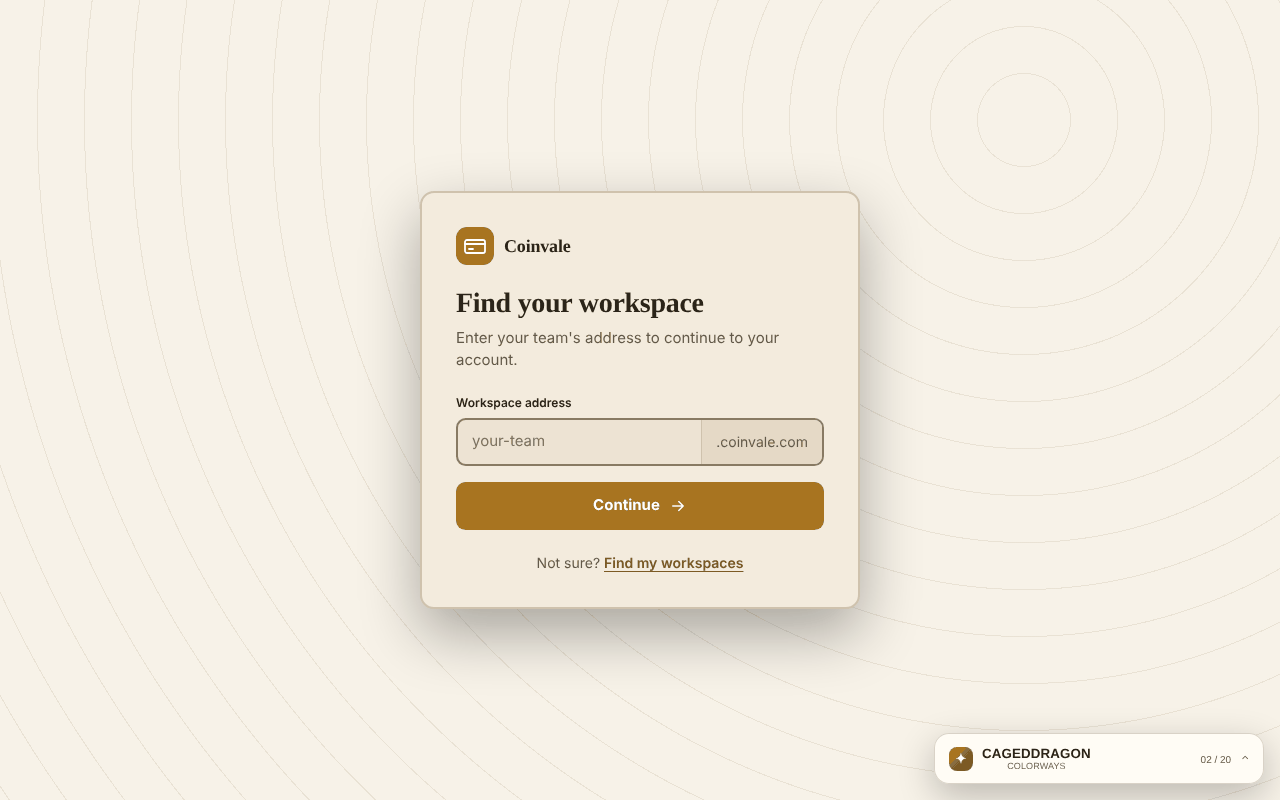 Coinvale
Find your workspace
Enter your team's address to continue to your
account.
Workspace address
your-team
.coinvale.com
Continue →
Not sure? Find my workspaces
CAGEDDRAGON
COLORWAYS
02 / 20